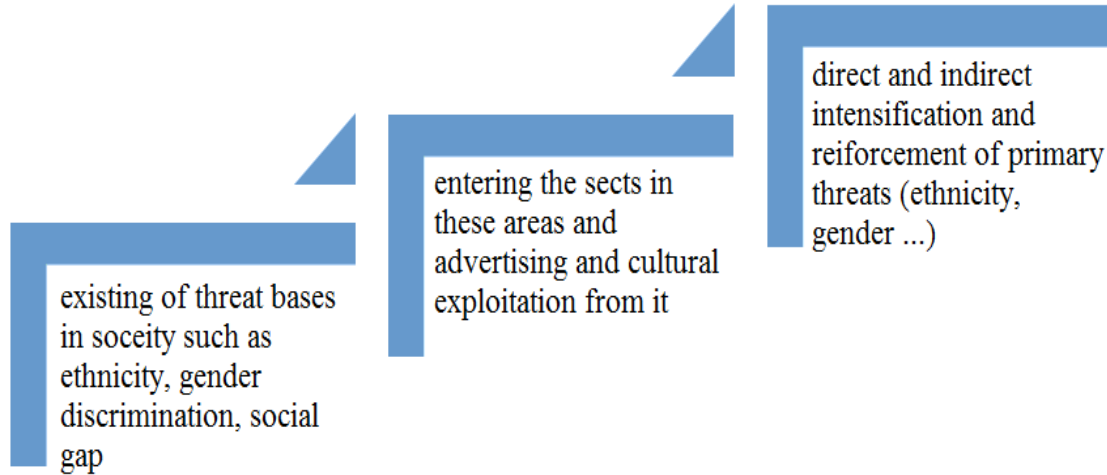 existing of threat bases
in soceity such as
ethnicity, gender
discrimination, social
gap
entering the sects in
these areas and
advertising and cultural
exploitation from it
direct and indirect
intensification and
reiforcement of primary
threats (ethnicity,
gender ...)